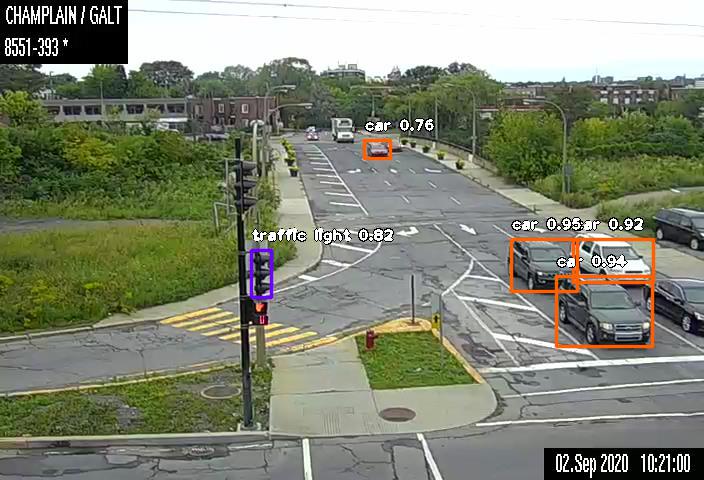 CHAMPLAIN / GALT
8551-393 *
car 0.76
car 0.95
ar 0.92
traffic light 0.82
car 0.94
02.Sep 2020 10:21:00